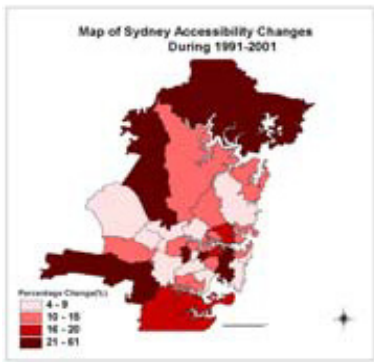 Map of Sydney Accessibility Changes
During 1991-2001
Percentage Change(%)
4 - 9
10 - 15
16 - 20
21 - 61